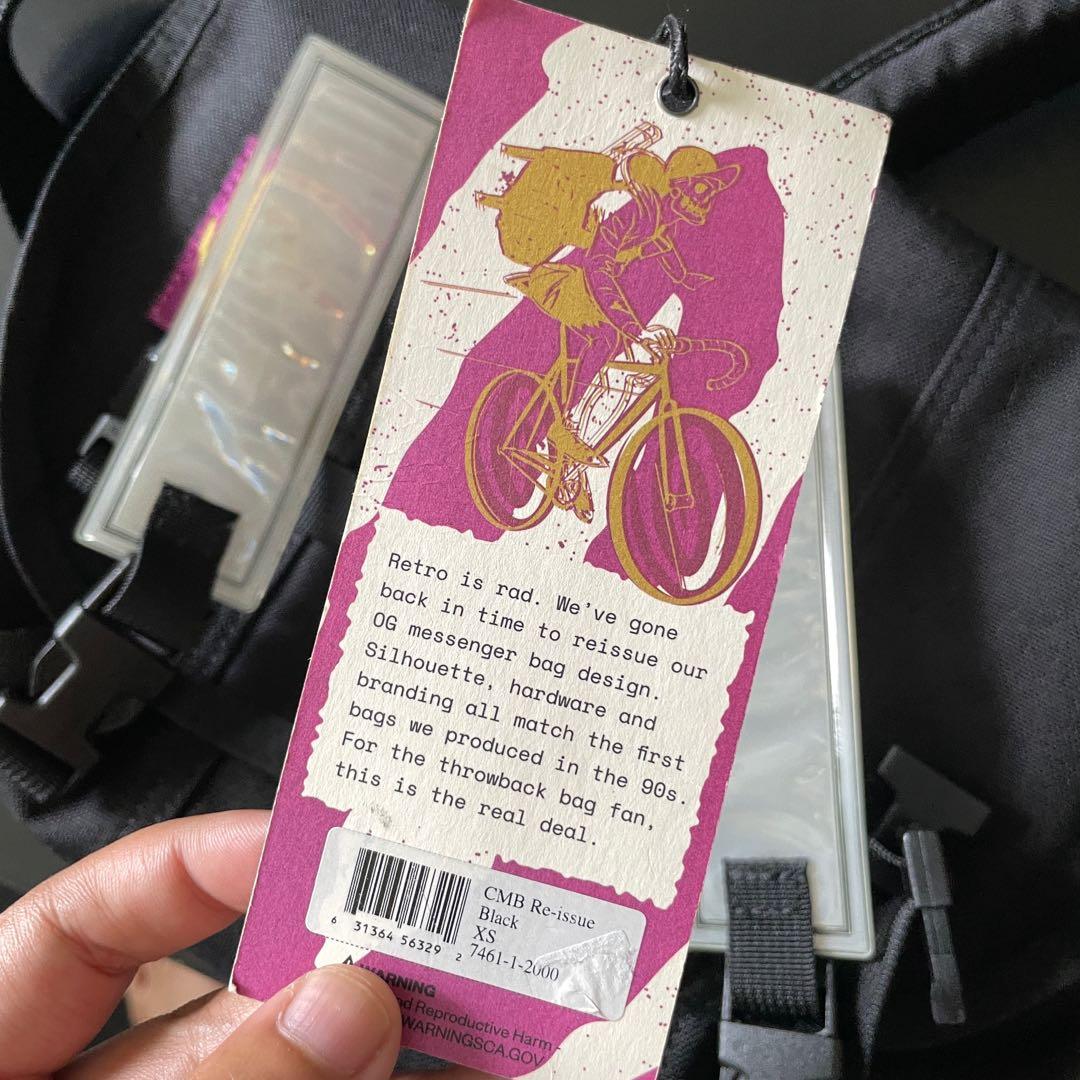 Retro is rad. We've gone
back in time to reissue our
OG messenger bag design.
Silhouette, hardware and
branding all match the first
bags we produced in the 90s.
For the throwback bag fan,
this is the real deal.
CMB Re-issue
Black
XS
7461-1-2000
6 31364 56329 2
WARNING
Reproductive Harm -
WARNINGSCA.GOV